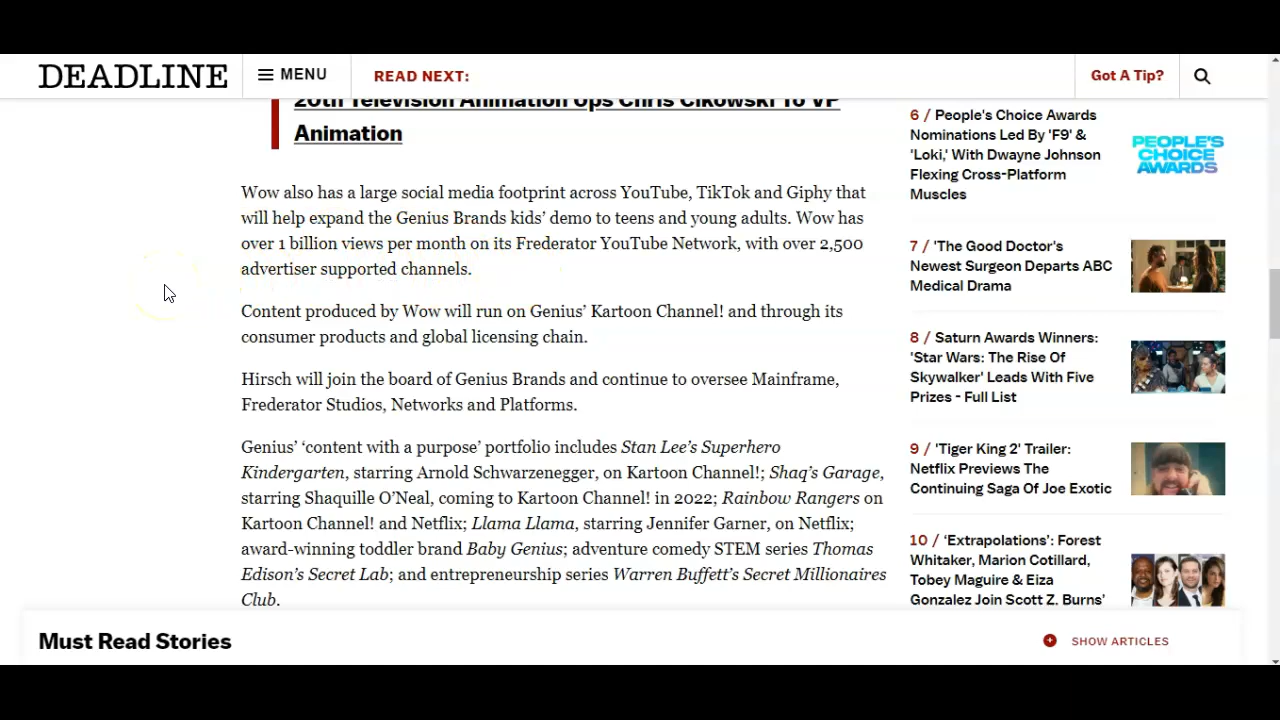 DEADLINE
MENU
READ NEXT:
Got A Tip?
20th Television Animation Ups Chris Cikowski To VP
Animation
Wow also has a large social media footprint across YouTube, TikTok and Giphy that
will help expand the Genius Brands kids' demo to teens and young adults. Wow has
over 1 billion views per month on its Frederator YouTube Network, with over 2,500
advertiser supported channels.
Content produced by Wow will run on Genius' Kartoon Channel! and through its
consumer products and global licensing chain.
Hirsch will join the board of Genius Brands and continue to oversee Mainframe,
Frederator Studios, Networks and Platforms.
Genius' 'content with a purpose' portfolio includes Stan Lee's Superhero
Kindergarten, starring Arnold Schwarzenegger, on Kartoon Channel!; Shaq's Garage,
starring Shaquille O'Neal, coming to Kartoon Channel! in 2022; Rainbow Rangers on
Kartoon Channel! and Netflix; Llama Llama, starring Jennifer Garner, on Netflix;
award-winning toddler brand Baby Genius; adventure comedy STEM series Thomas
Edison's Secret Lab; and entrepreneurship series Warren Buffett's Secret Millionaires
Club.
6 / People's Choice Awards
Nominations Led By 'F9' &
'Loki,' With Dwayne Johnson
Flexing Cross-Platform
Muscles
PEOPLE'S
CHOICE
AWARDS
7 / 'The Good Doctor's
Newest Surgeon Departs ABC
Medical Drama
8 / Saturn Awards Winners:
'Star Wars: The Rise Of
Skywalker' Leads With Five
Prizes - Full List
9 / 'Tiger King 2' Trailer:
Netflix Previews The
Continuing Saga Of Joe Exotic
10 / 'Extrapolations': Forest
Whitaker, Marion Cotillard,
Tobey Maguire & Eiza
Gonzalez Join Scott Z. Burns'
Must Read Stories
SHOW ARTICLES